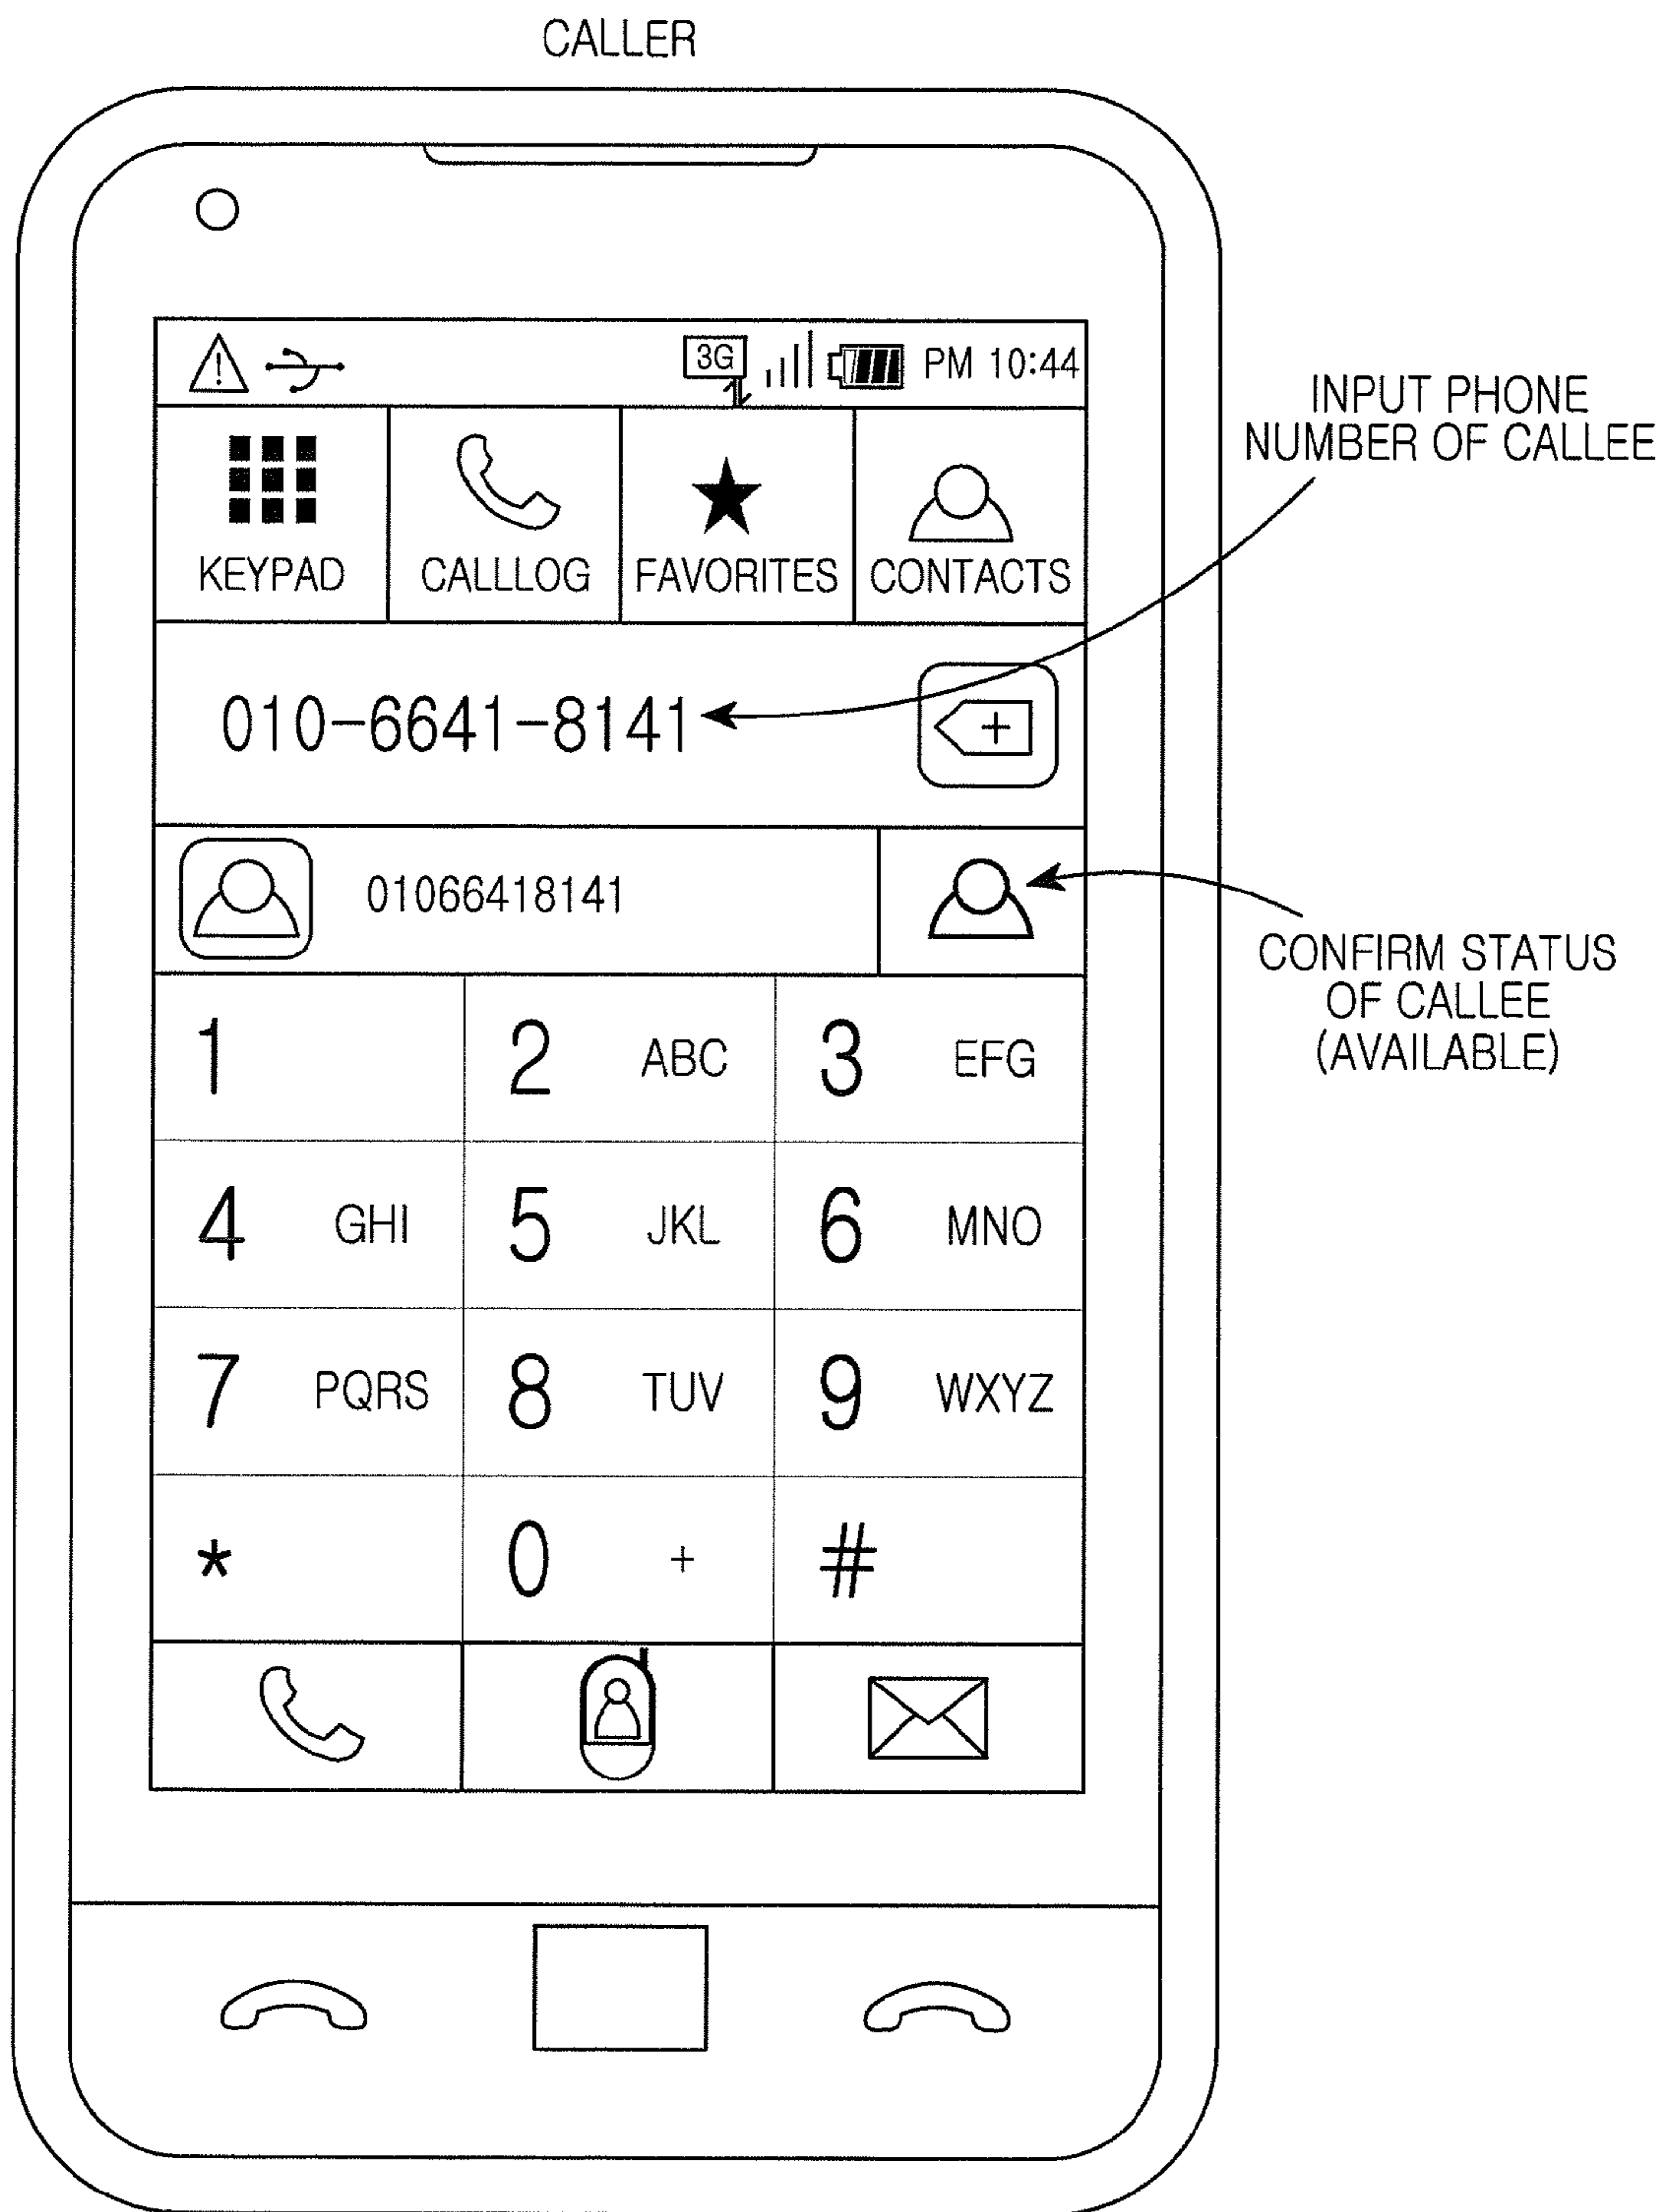 CALLER
3G PM 10:44
KEYPAD CALLLOG FAVORITES CONTACTS
INPUT PHONE
NUMBER OF CALLEE
010-6641-8141
01066418141
CONFIRM STATUS
OF CALLEE
(AVAILABLE)
1 2 ABC 3 EFG
4 GHI 5 JKL 6 MNO
7 PQRS 8 TUV 9 WXYZ
* 0 + #